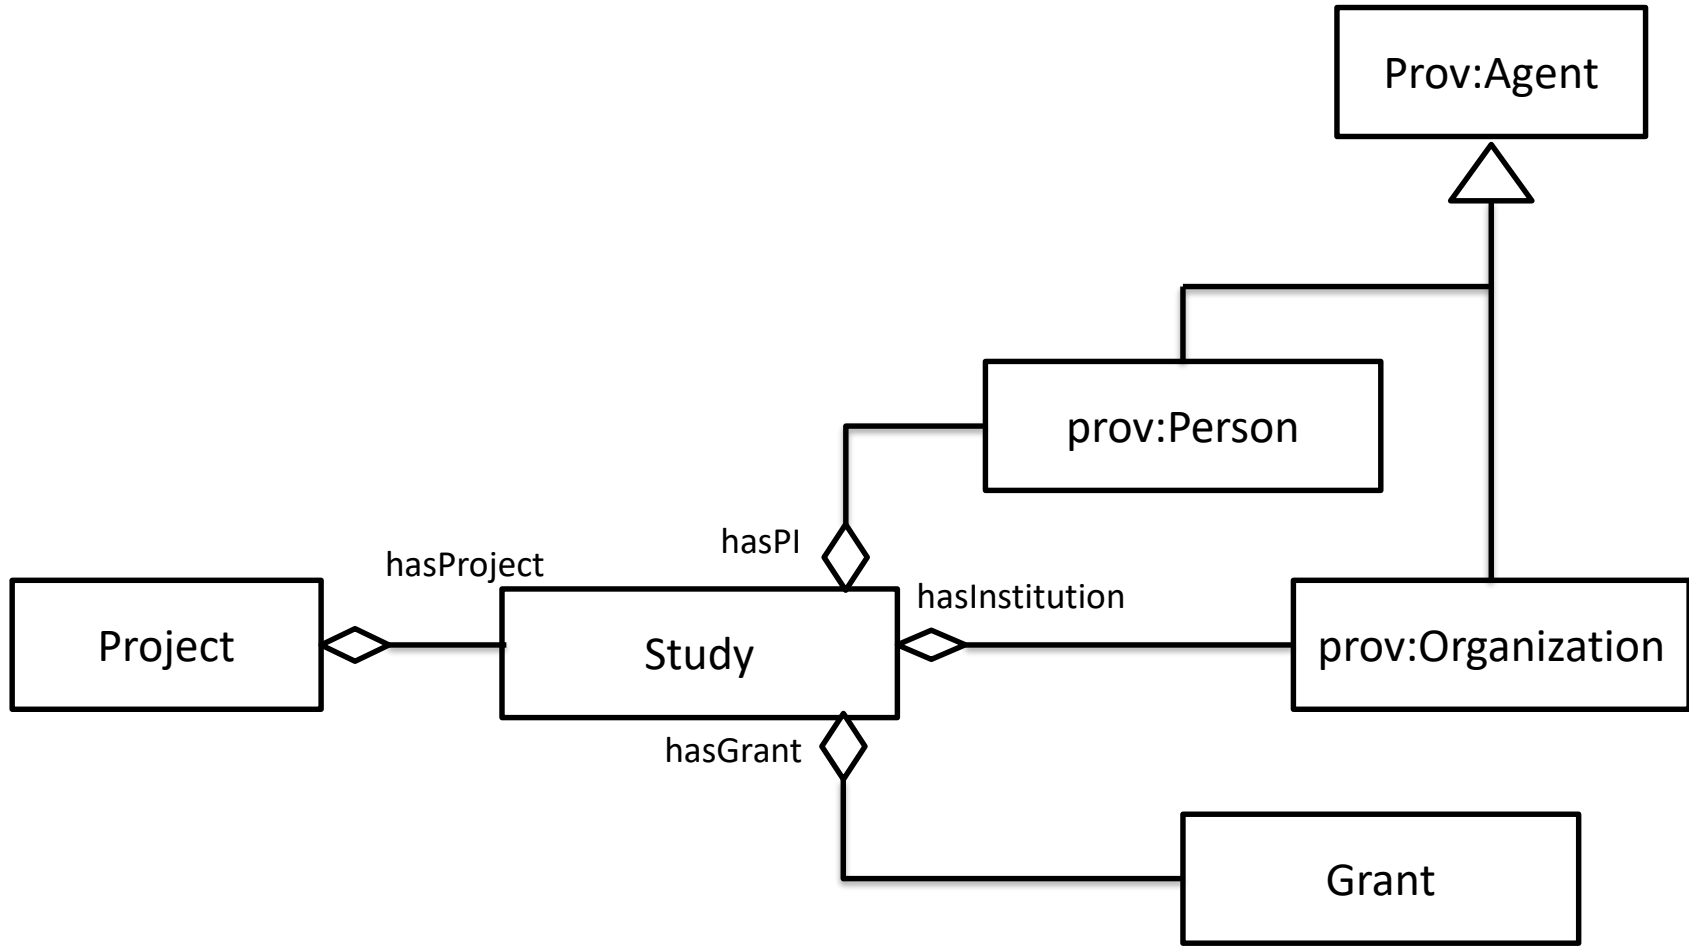 Prov:Agent
prov:Person
hasPI
hasProject
hasInstitution
Project
Study
prov:Organization
hasGrant
Grant